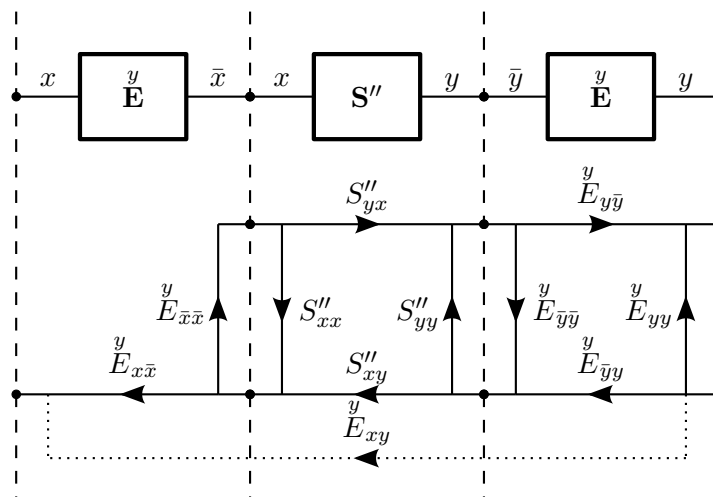 x y E x̄ x S″ y ȳ y E y
S″yx y Eyȳ
y Ex̄x̄ S″xx S″yy y Eȳȳ y Eyy
y Exx̄ S″xy y Eȳy
y Exy